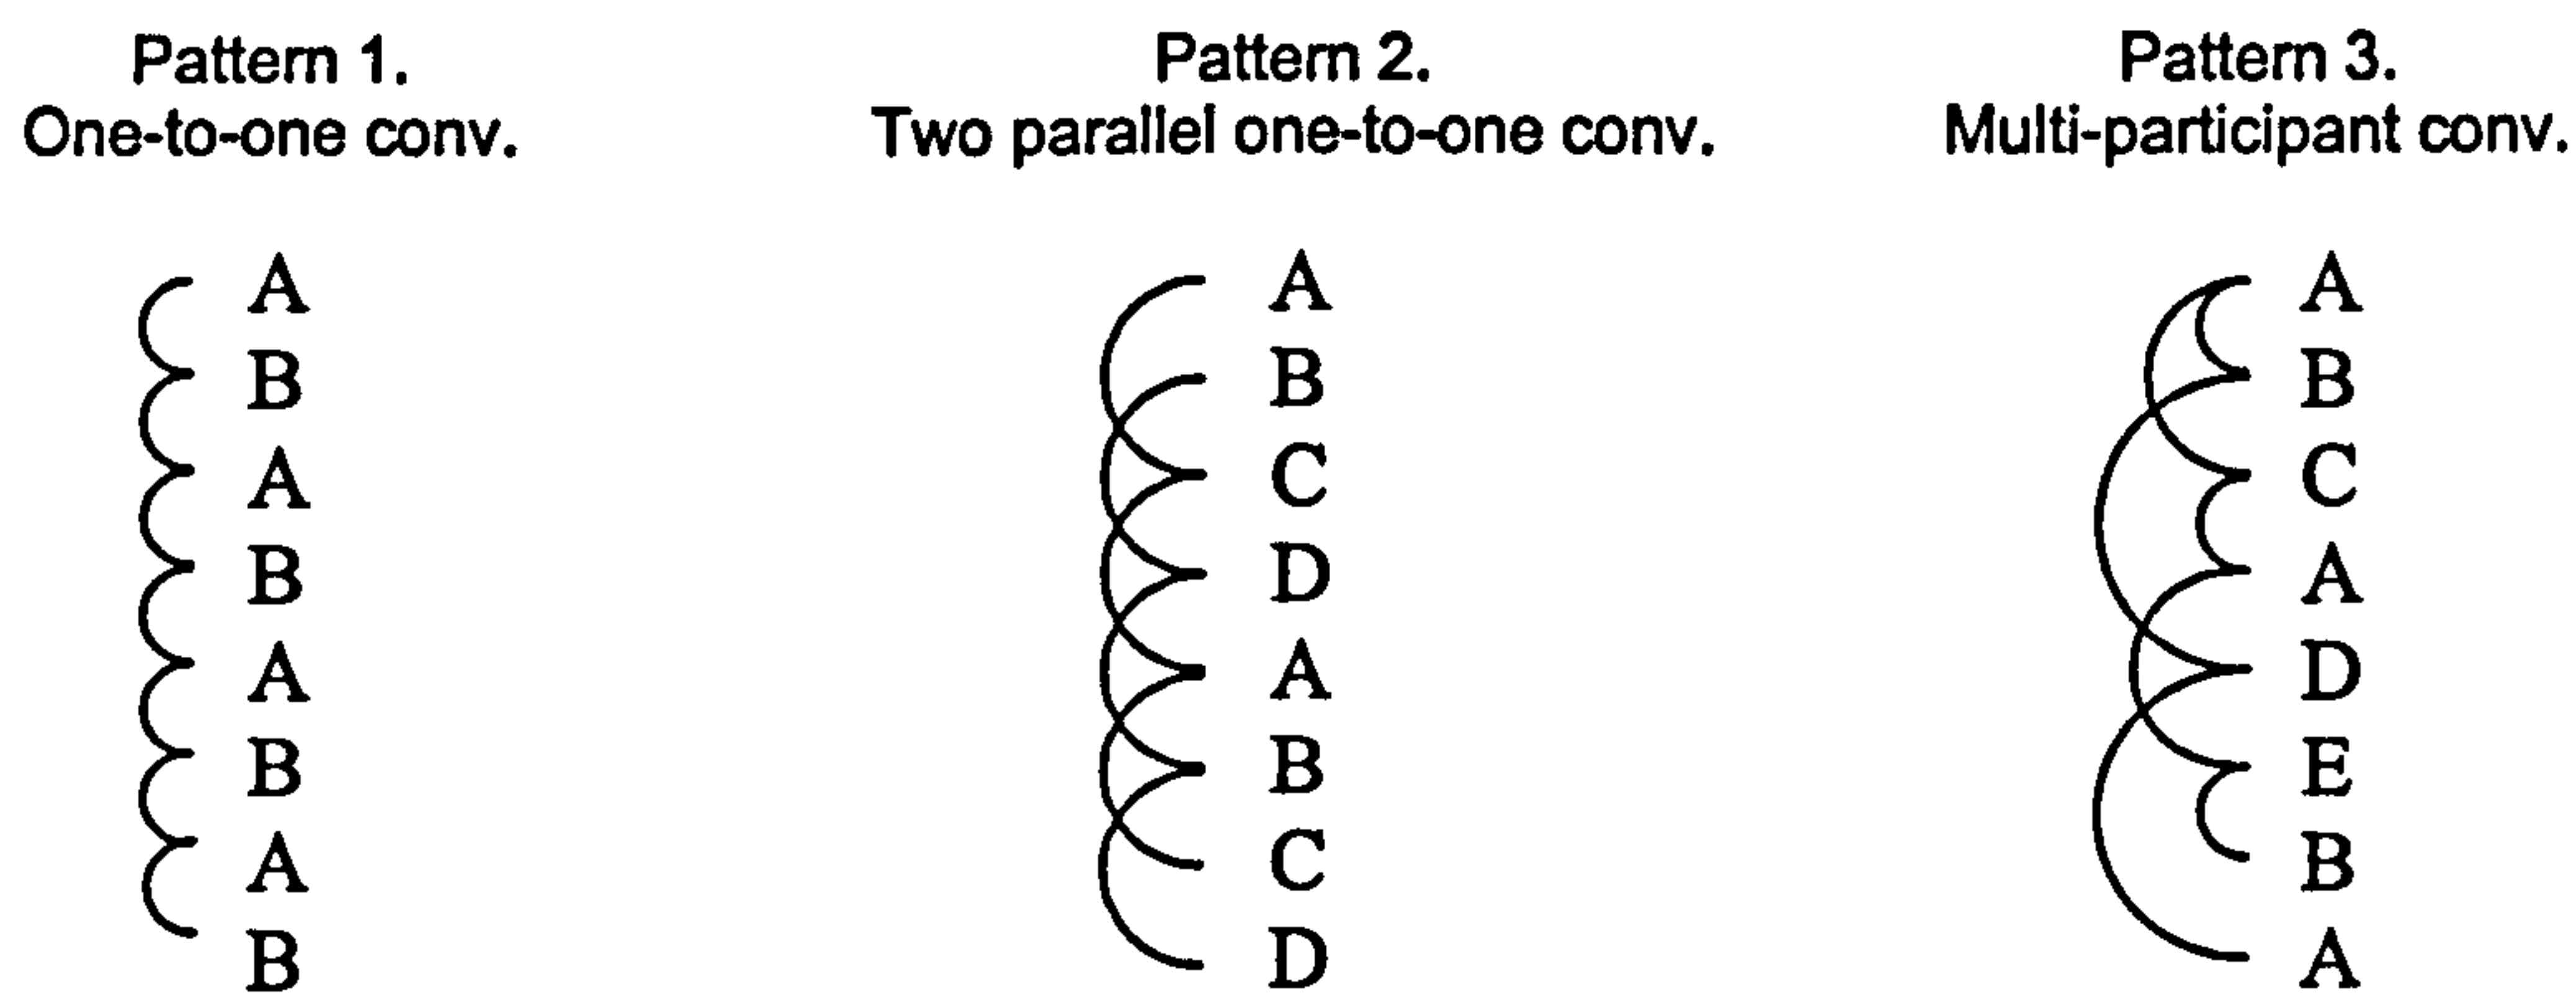 Pattern 1.
One-to-one conv.
A
B
A
B
A
B
A
B
Pattern 2.
Two parallel one-to-one conv.
A
B
C
D
A
B
C
D
Pattern 3.
Multi-participant conv.
A
B
C
A
D
E
B
A